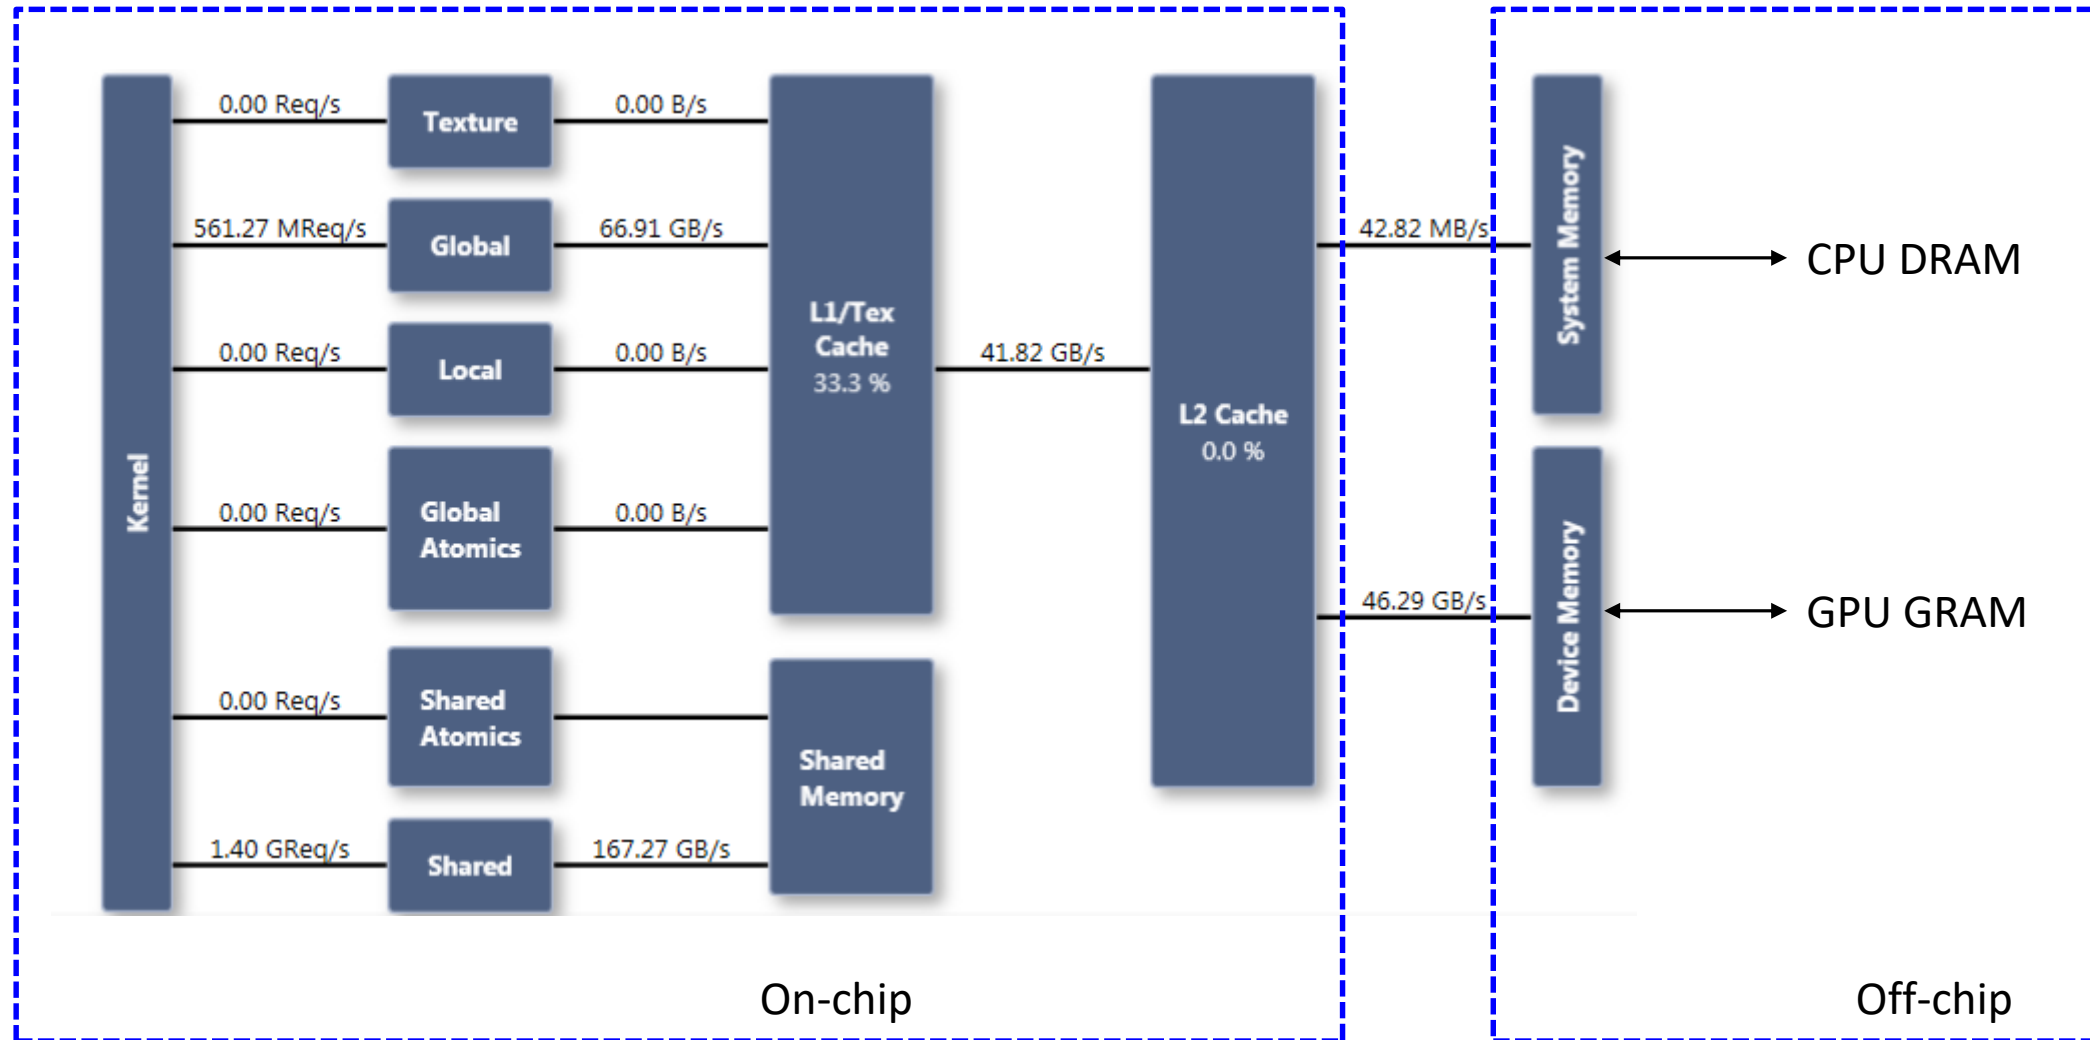 Kernel
0.00 Req/s
Texture
0.00 B/s
561.27 MReq/s
Global
66.91 GB/s
0.00 Req/s
Local
0.00 B/s
0.00 Req/s
Global
Atomics
0.00 B/s
0.00 Req/s
Shared
Atomics
1.40 GReq/s
Shared
167.27 GB/s
L1/Tex
Cache
33.3 %
Shared
Memory
41.82 GB/s
L2 Cache
0.0 %
42.82 MB/s
System Memory
CPU DRAM
46.29 GB/s
Device Memory
GPU GRAM
On-chip
Off-chip